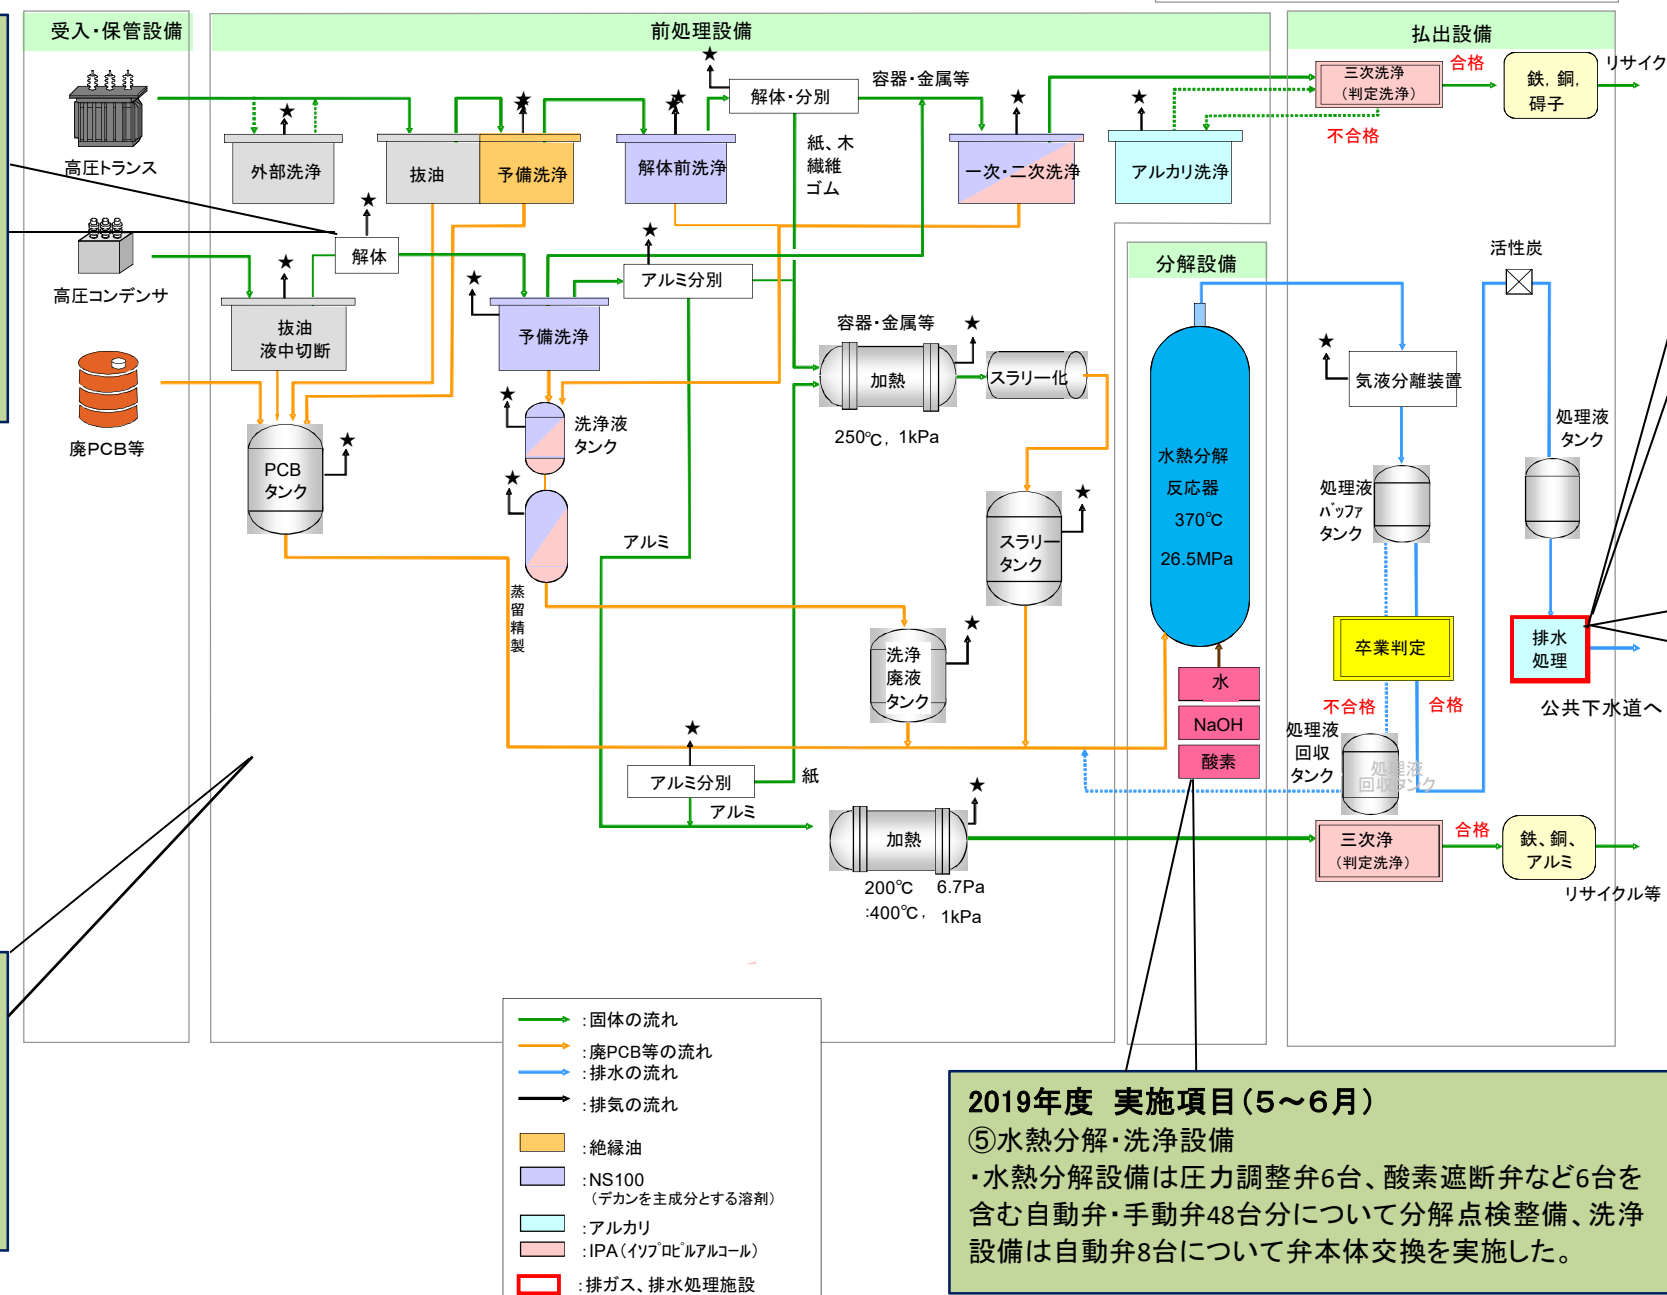 受入・保管設備
前処理設備
払出設備
高圧トランス
高圧コンデンサ
廃PCB等
外部洗浄
抜油
予備洗浄
解体前洗浄
解体・分別
容器・金属等
紙、木
繊維
ゴム
一次・二次洗浄
アルカリ洗浄
三次洗浄
(判定洗浄)
合格
不合格
鉄, 銅,
碍子
リサイク
解体
抜油
液中切断
予備洗浄
アルミ分別
容器・金属等
加熱
250℃, 1kPa
スラリー化
洗浄液
タンク
PCB
タンク
蒸留精製
アルミ
スラリー
タンク
洗浄
廃液
タンク
アルミ分別
紙
アルミ
加熱
200℃ 6.7Pa
:400℃, 1kPa
分解設備
水熱分解
反応器
370℃
26.5MPa
水
NaOH
酸素
活性炭
気液分離装置
処理液
タンク
処理液
バッファ
タンク
卒業判定
不合格
合格
排水
処理
公共下水道へ
処理液
回収
タンク
処理液
回収タンク
三次浄
(判定洗浄)
合格
鉄、銅、
アルミ
リサイクル等
:固体の流れ
:廃PCB等の流れ
:排水の流れ
:排気の流れ
:絶縁油
:NS100
(デカンを主成分とする溶剤)
:アルカリ
:IPA(イソプロピルアルコール)
:排ガス、排水処理施設
2019年度 実施項目(5～6月)
⑤水熱分解・洗浄設備
・水熱分解設備は圧力調整弁6台、酸素遮断弁など6台を
含む自動弁・手動弁48台分について分解点検整備、洗浄
設備は自動弁8台について弁本体交換を実施した。